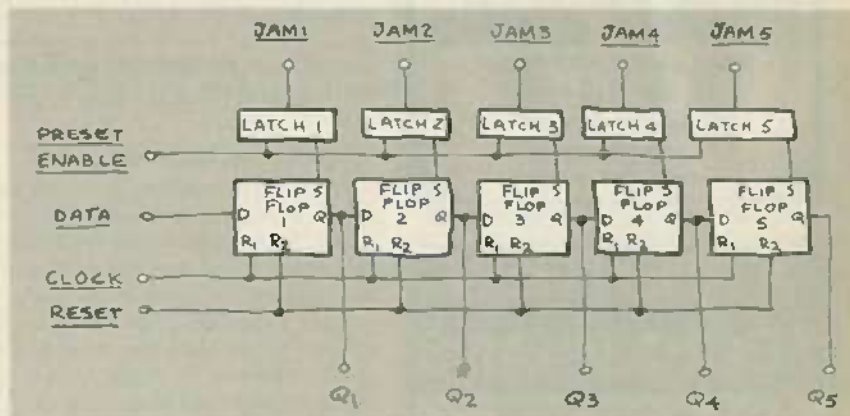 JAM1 JAM2 JAM3 JAM4 JAM5
LATCH 1 LATCH 2 LATCH 3 LATCH 4 LATCH 5
PRESET
ENABLE
FLIP S FLIP S FLIP S FLIP S FLIP S
FLOP FLOP FLOP FLOP FLOP
DATA D 1 Q D 2 Q D 3 Q D 4 Q D 5 Q
R1 R2 R1 R2 R1 R2 R1 R2 R1 R2
CLOCK
RESET
Q1 Q2 Q3 Q4 Q5